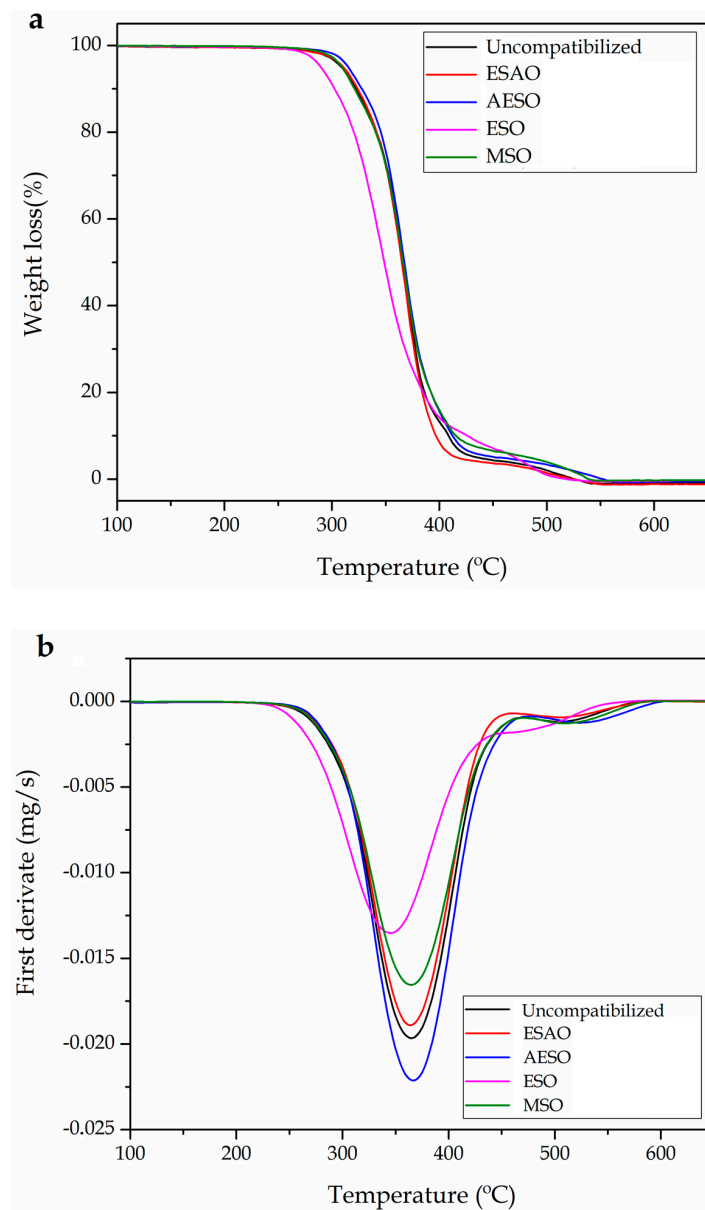 a
100
80
60
40
20
0
Weight loss(%)
Uncompatibilized
ESAO
AESO
ESO
MSO
100 200 300 400 500 600
Temperature (ºC)
b
0.000
-0.005
-0.010
-0.015
-0.020
-0.025
First derivate (mg/s)
Uncompatibilized
ESAO
AESO
ESO
MSO
100 200 300 400 500 600
Temperature (ºC)